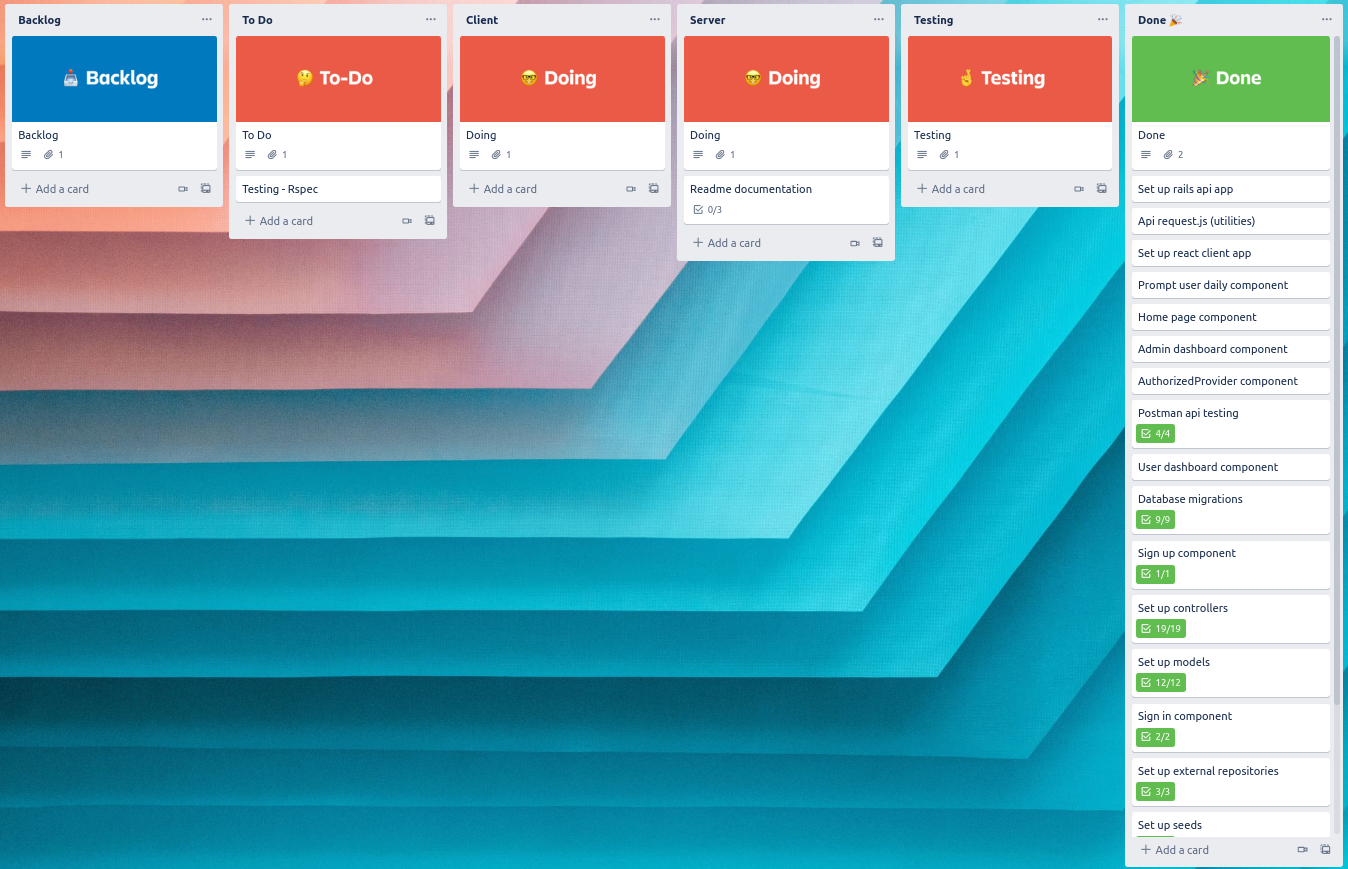 Backlog
Backlog
Backlog
1
Add a card
To Do
To-Do
To Do
1
Testing - Rspec
Add a card
Client
Doing
Doing
1
Add a card
Server
Doing
Doing
1
Readme documentation
0/3
Add a card
Testing
Testing
Testing
1
Add a card
Done
Done
Done
2
Set up rails api app
Api request.js (utilities)
Set up react client app
Prompt user daily component
Home page component
Admin dashboard component
AuthorizedProvider component
Postman api testing
4/4
User dashboard component
Database migrations
9/9
Sign up component
1/1
Set up controllers
19/19
Set up models
12/12
Sign in component
2/2
Set up external repositories
3/3
Set up seeds
Add a card